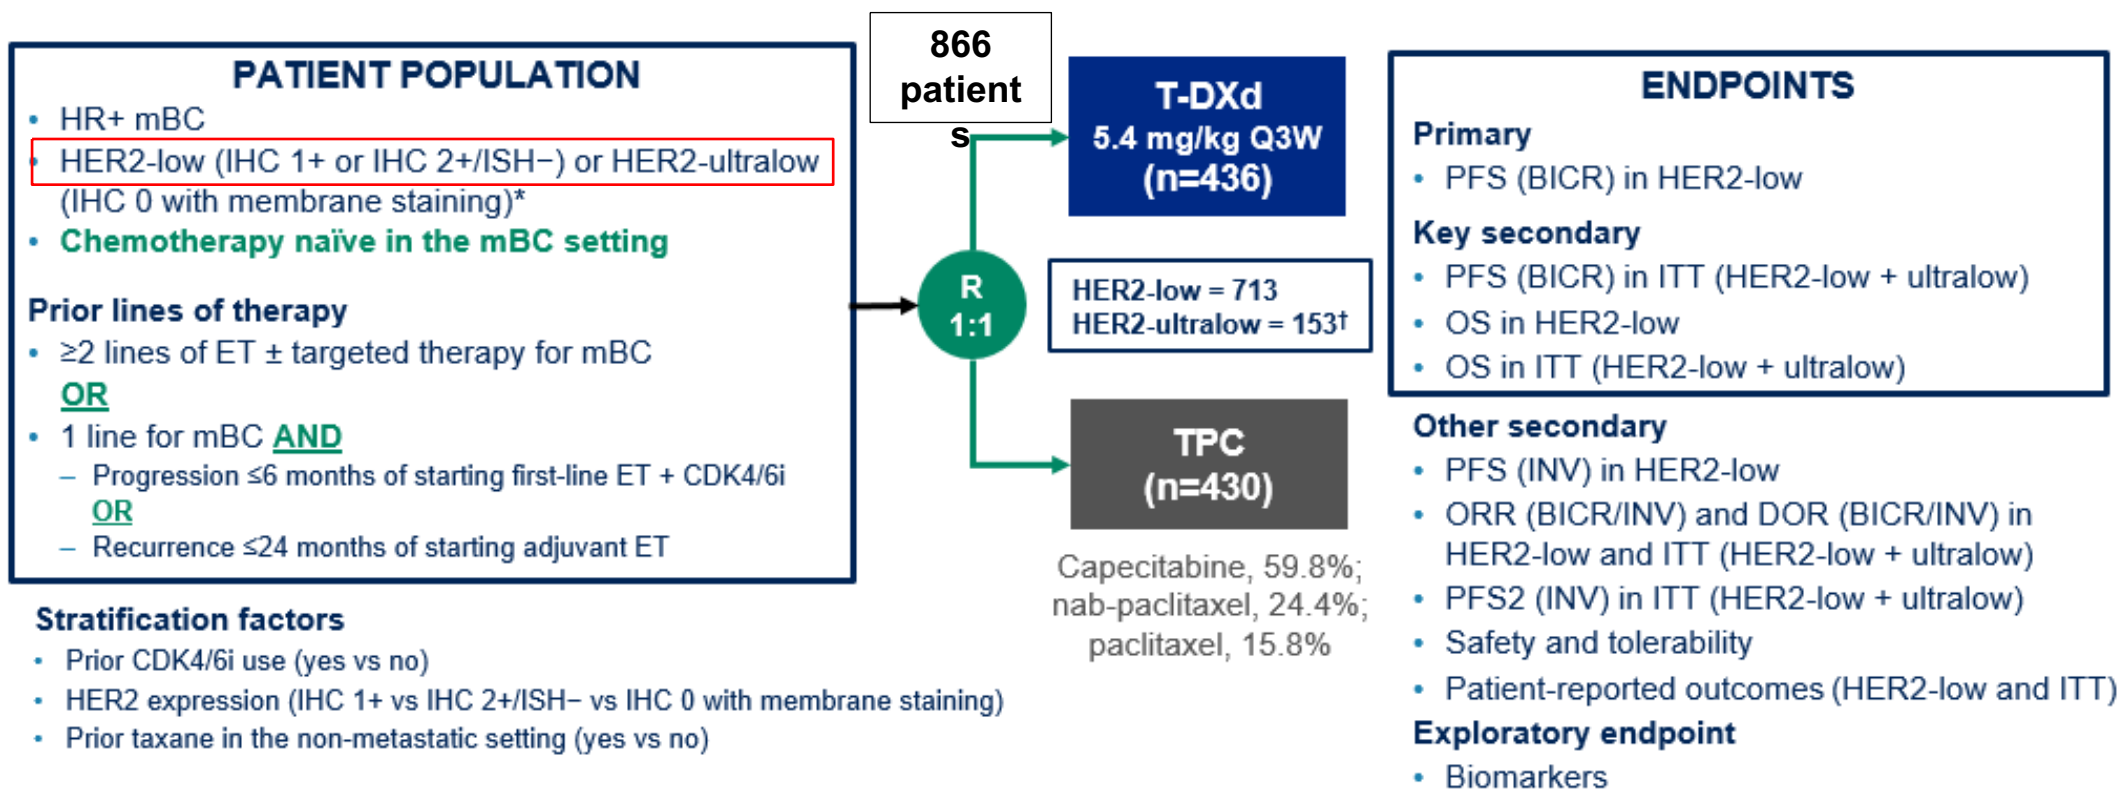 PATIENT POPULATION
• HR+ mBC
• HER2-low (IHC 1+ or IHC 2+/ISH−) or HER2-ultralow
(IHC 0 with membrane staining)*
• Chemotherapy naïve in the mBC setting
Prior lines of therapy
• ≥2 lines of ET ± targeted therapy for mBC
OR
• 1 line for mBC AND
– Progression ≤6 months of starting first-line ET + CDK4/6i
OR
– Recurrence ≤24 months of starting adjuvant ET
Stratification factors
• Prior CDK4/6i use (yes vs no)
• HER2 expression (IHC 1+ vs IHC 2+/ISH− vs IHC 0 with membrane staining)
• Prior taxane in the non-metastatic setting (yes vs no)
866
patient
s
R
1:1
T-DXd
5.4 mg/kg Q3W
(n=436)
HER2-low = 713
HER2-ultralow = 153†
TPC
(n=430)
Capecitabine, 59.8%;
nab-paclitaxel, 24.4%;
paclitaxel, 15.8%
ENDPOINTS
Primary
• PFS (BICR) in HER2-low
Key secondary
• PFS (BICR) in ITT (HER2-low + ultralow)
• OS in HER2-low
• OS in ITT (HER2-low + ultralow)
Other secondary
• PFS (INV) in HER2-low
• ORR (BICR/INV) and DOR (BICR/INV) in
HER2-low and ITT (HER2-low + ultralow)
• PFS2 (INV) in ITT (HER2-low + ultralow)
• Safety and tolerability
• Patient-reported outcomes (HER2-low and ITT)
Exploratory endpoint
• Biomarkers